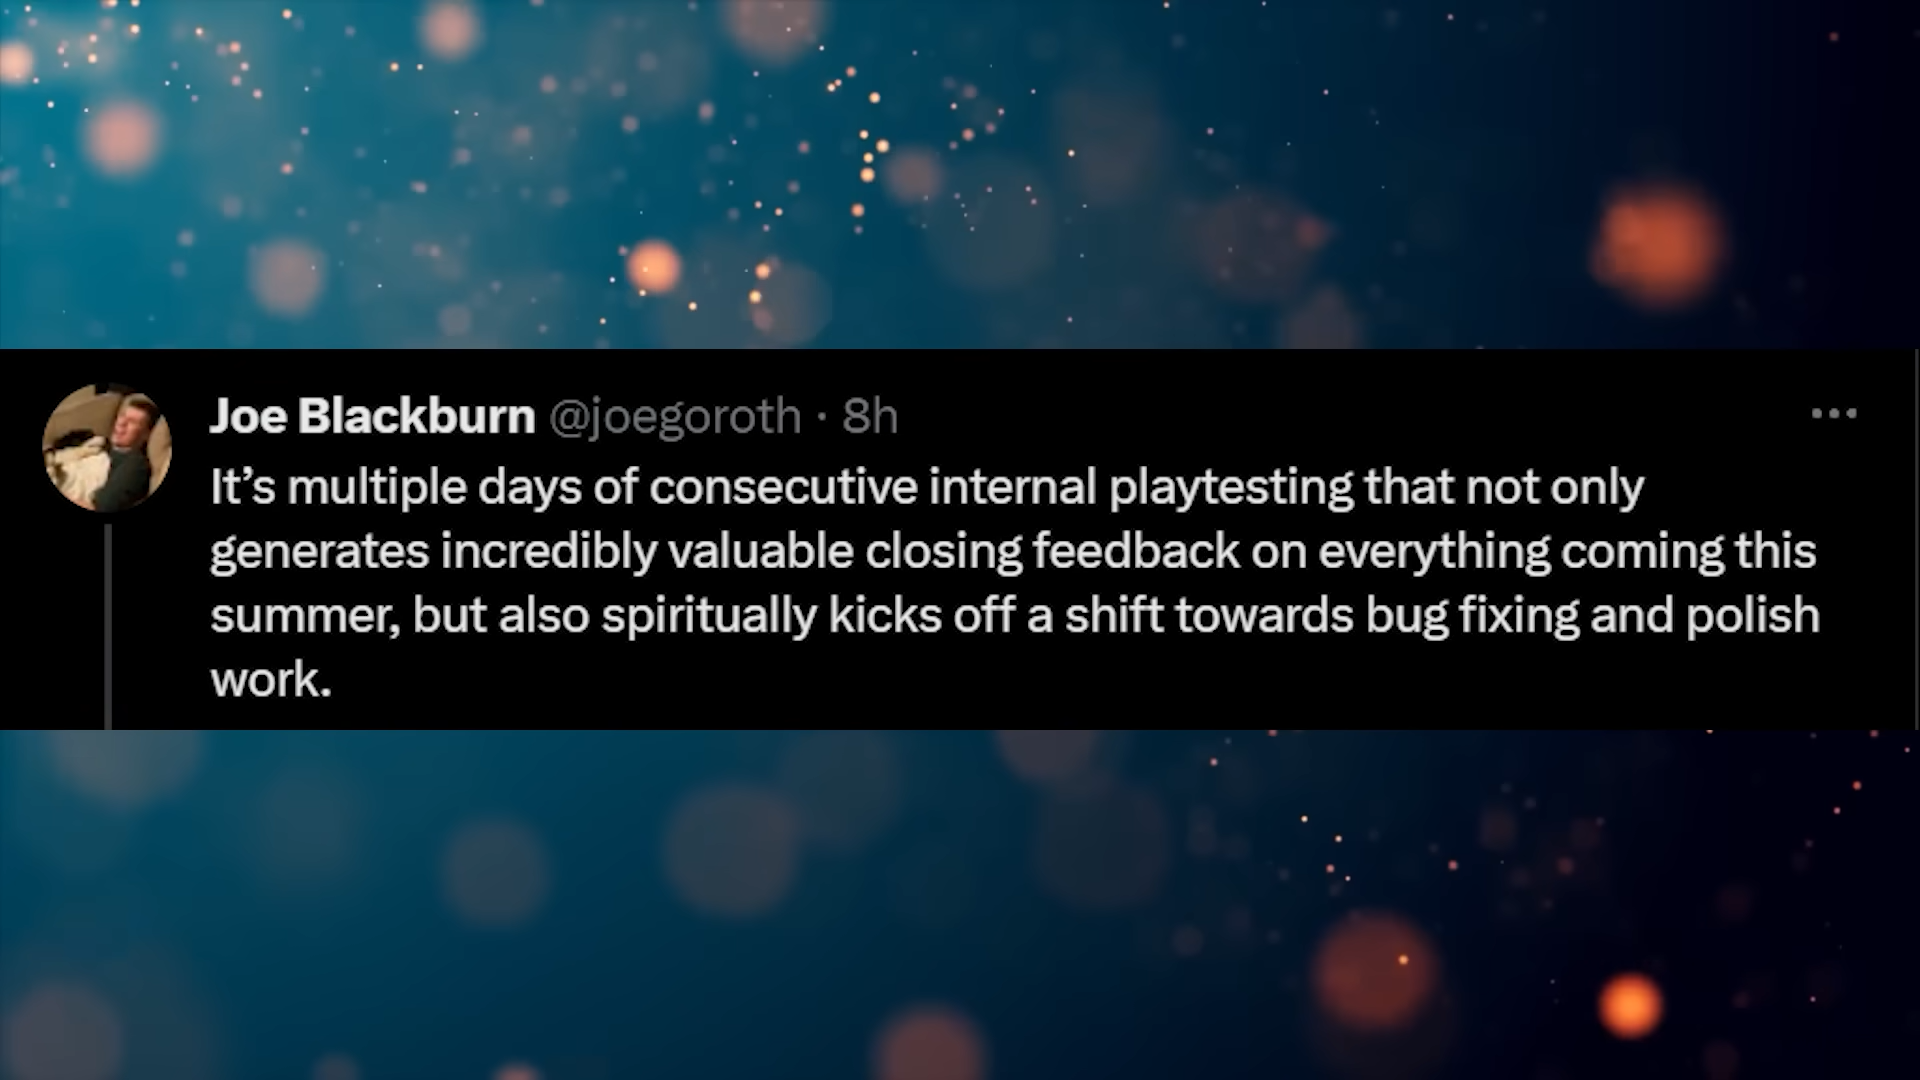 Joe Blackburn @joegoroth · 8h
It’s multiple days of consecutive internal playtesting that not only
generates incredibly valuable closing feedback on everything coming this
summer, but also spiritually kicks off a shift towards bug fixing and polish
work.